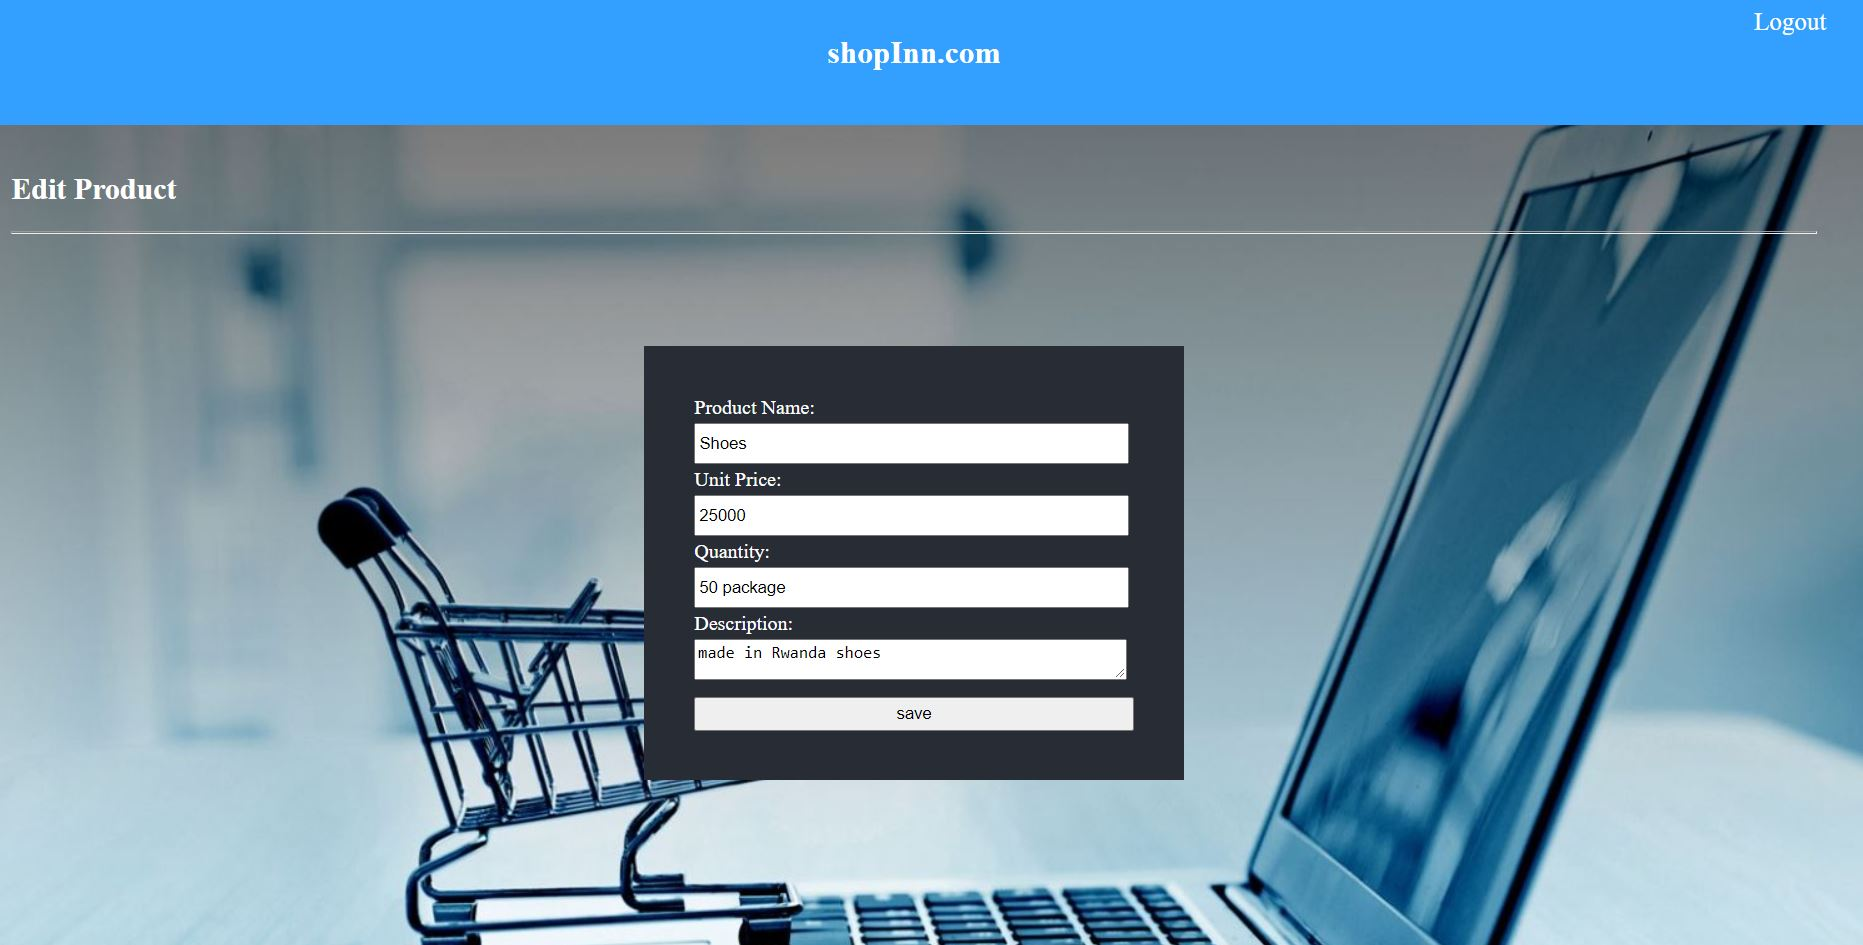 Logout
shopInn.com
Edit Product
Product Name:
Shoes
Unit Price:
25000
Quantity:
50 package
Description:
made in Rwanda shoes
save